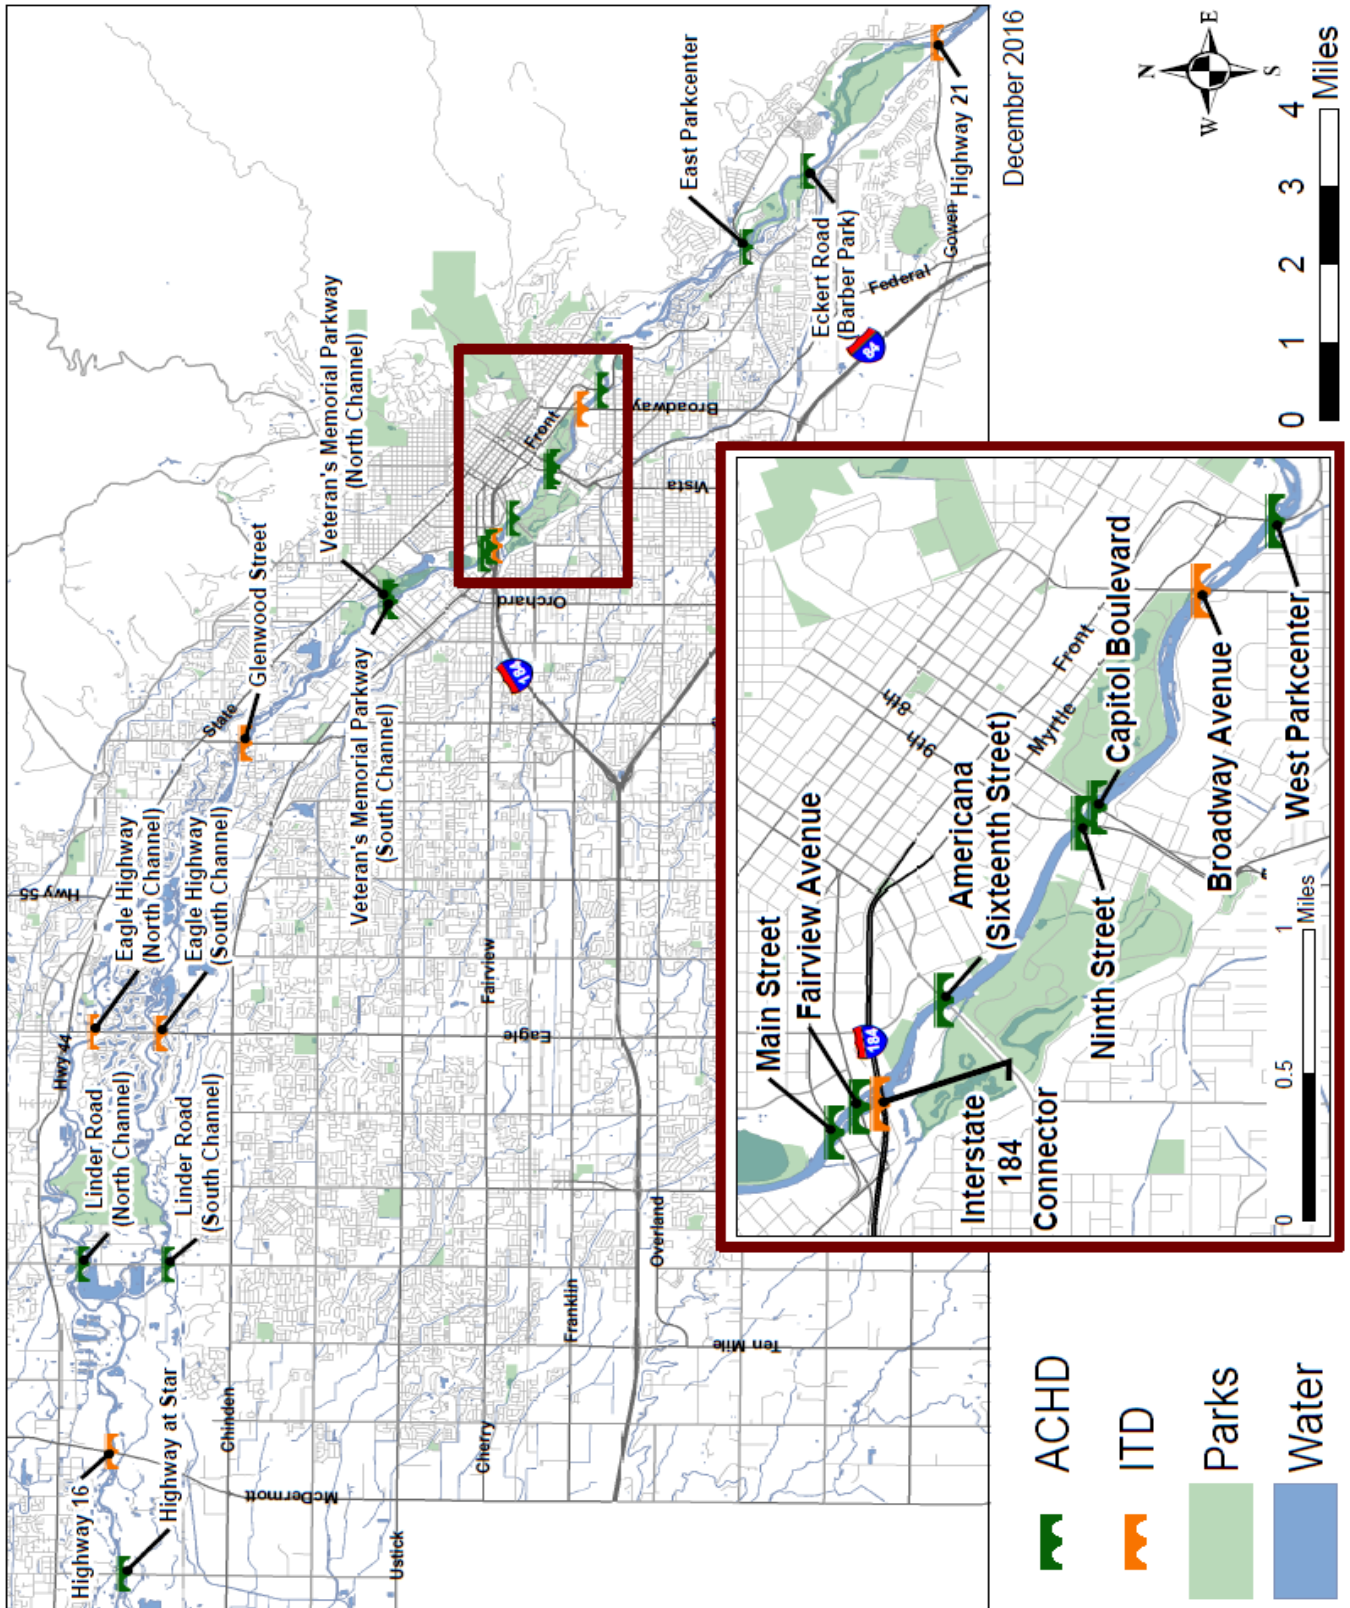 Highway 16
Highway at Star
Linder Road
(North Channel)
Linder Road
(South Channel)
Eagle Highway
(North Channel)
Eagle Highway
(South Channel)
Glenwood Street
Veteran's Memorial Parkway
(North Channel)
Veteran's Memorial Parkway
(South Channel)
East Parkcenter
Eckert Road
(Barber Park)
Highway 21
Hwy 44
Hwy 55
State
Chinden
McDermott
Ustick
Cherry
Fairview
Franklin
Eagle
Overland
Ten Mile
Orchard
Vista
Broadway
Front
Federal
Gowen
184
84
December 2016
N
E
S
W
0
1
2
3
4
Miles
Main Street
Fairview Avenue
Americana
(Sixteenth Street)
Interstate
184
Connector
Ninth Street
Capitol Boulevard
Broadway Avenue
West Parkcenter
8th
9th
Myrtle
Front
184
0
0.5
1
Miles
ACHD
ITD
Parks
Water